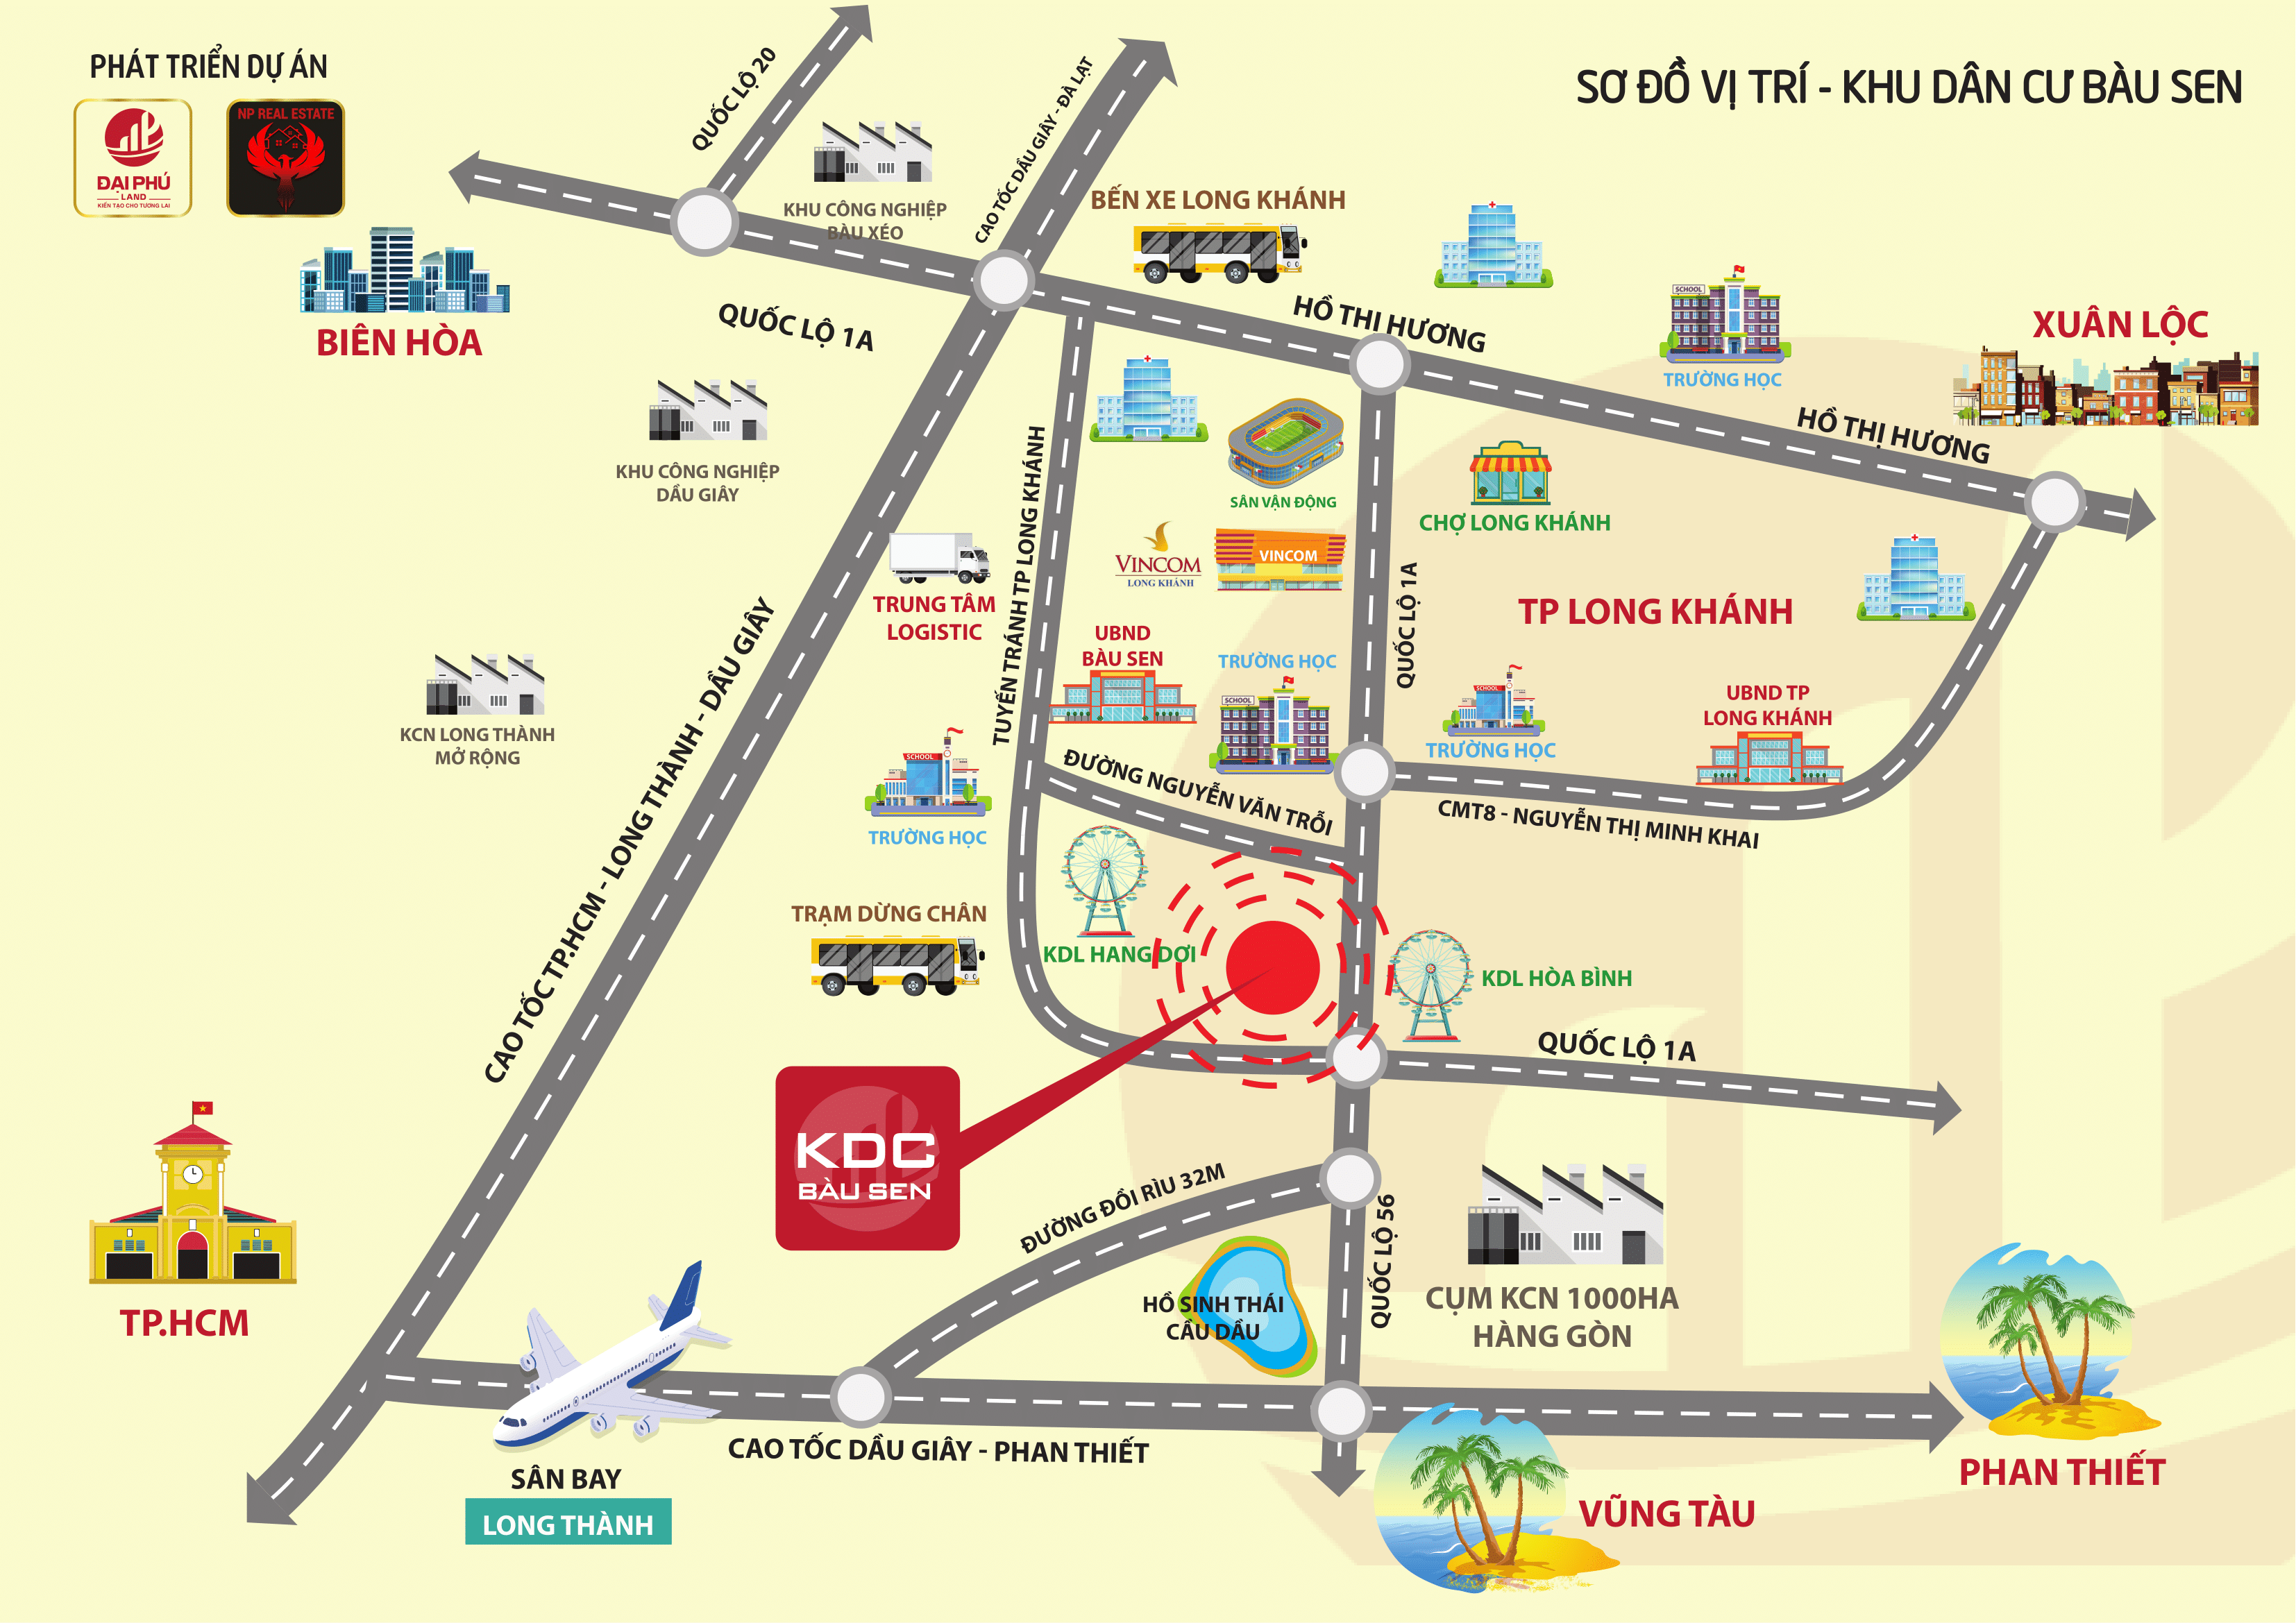 PHÁT TRIỂN DỰ ÁN
ĐẠI PHÚ
LAND
KIẾN TẠO CHO TƯƠNG LAI
NP REAL ESTATE
SƠ ĐỒ VỊ TRÍ - KHU DÂN CƯ BÀU SEN
QUỐC LỘ 20
CAO TỐC DẦU GIÂY - ĐÀ LẠT
KHU CÔNG NGHIỆP
BÀU XÉO
BẾN XE LONG KHÁNH
BIÊN HÒA
QUỐC LỘ 1A
HỒ THỊ HƯƠNG
SCHOOL
TRƯỜNG HỌC
XUÂN LỘC
HỒ THỊ HƯƠNG
KHU CÔNG NGHIỆP
DẦU GIÂY
SÂN VẬN ĐỘNG
CHỢ LONG KHÁNH
TUYẾN TRÁNH TP LONG KHÁNH
VINCOM
LONG KHÁNH
VINCOM
TRUNG TÂM
LOGISTIC
QUỐC LỘ 1A
TP LONG KHÁNH
UBND
BÀU SEN
TRƯỜNG HỌC
SCHOOL
SCHOOL
TRƯỜNG HỌC
UBND TP
LONG KHÁNH
KCN LONG THÀNH
MỞ RỘNG
CAO TỐC TP.HCM - LONG THÀNH - DẦU GIÂY
SCHOOL
TRƯỜNG HỌC
ĐƯỜNG NGUYỄN VĂN TRỖI
CMT8 - NGUYỄN THỊ MINH KHAI
TRẠM DỪNG CHÂN
KDL HANG DƠI
KDL HÒA BÌNH
QUỐC LỘ 1A
KDC
BÀU SEN
ĐƯỜNG ĐỒI RÌU 32M
QUỐC LỘ 56
HỒ SINH THÁI
CẦU DẦU
CỤM KCN 1000HA
HÀNG GÒN
TP.HCM
CAO TỐC DẦU GIÂY - PHAN THIẾT
SÂN BAY
LONG THÀNH
PHAN THIẾT
VŨNG TÀU